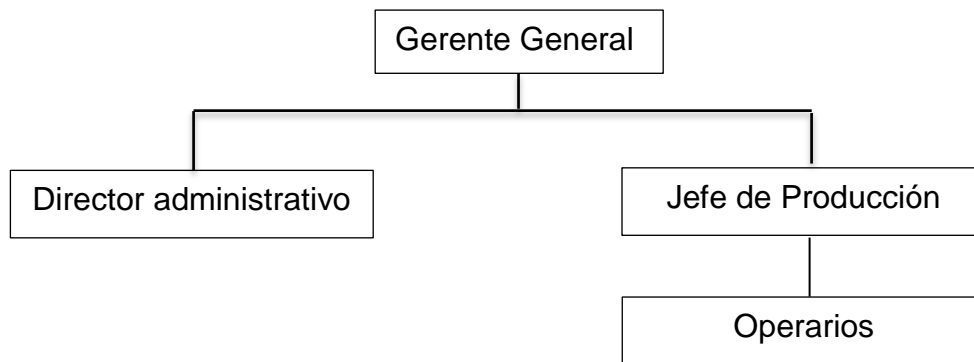 Gerente General
Director administrativo
Jefe de Producción
Operarios